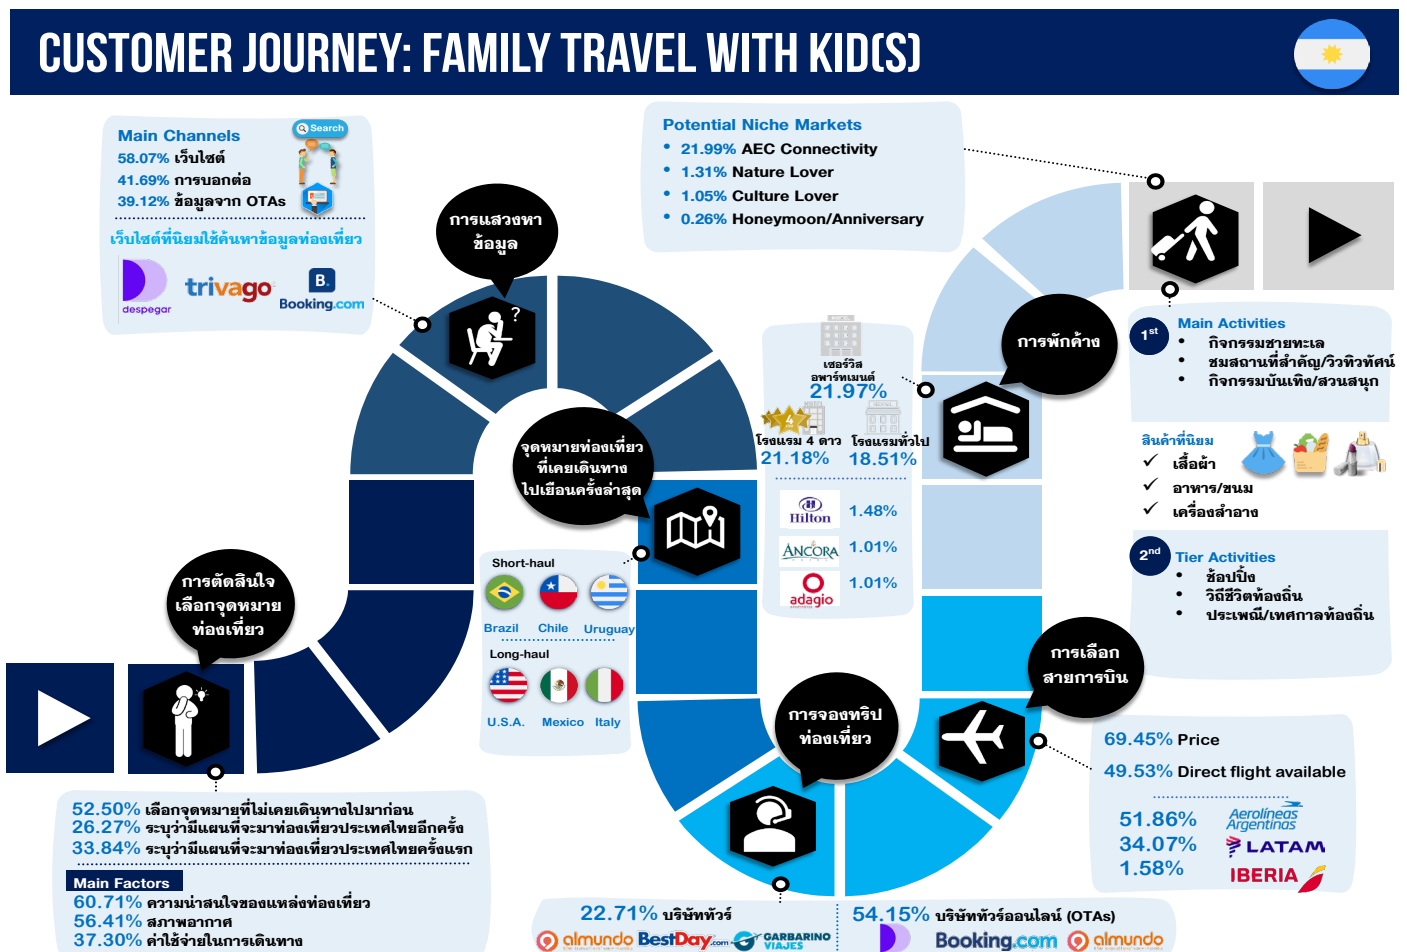 CUSTOMER JOURNEY: FAMILY TRAVEL WITH KID(S)
Main Channels
Search
58.07% เว็บไซต์
41.69% การบอกต่อ
39.12% ข้อมูลจาก OTAs
เว็บไซต์ที่นิยมใช้ค้นหาข้อมูลท่องเที่ยว
despegar
trivago
B.
Booking.com
การแสวงหา
ข้อมูล
?
Potential Niche Markets
• 21.99% AEC Connectivity
• 1.31% Nature Lover
• 1.05% Culture Lover
• 0.26% Honeymoon/Anniversary
การพักค้าง
HOTEL
เซอร์วิส
อพาร์ทเมนต์
21.97%
4
โรงแรม 4 ดาว
21.18%
โรงแรมทั่วไป
18.51%
Hilton
1.48%
ANCORA
1.01%
adagio
1.01%
1st
Main Activities
• กิจกรรมชายทะเล
• ชมสถานที่สำคัญ/วิวทิวทัศน์
• กิจกรรมบันเทิง/สวนสนุก
สินค้าที่นิยม
✓ เสื้อผ้า
✓ อาหาร/ขนม
✓ เครื่องสำอาง
2nd
Tier Activities
• ช้อปปิ้ง
• วิถีชีวิตท้องถิ่น
• ประเพณี/เทศกาลท้องถิ่น
จุดหมายท่องเที่ยว
ที่เคยเดินทาง
ไปเยือนครั้งล่าสุด
Short-haul
Brazil Chile Uruguay
Long-haul
U.S.A. Mexico Italy
การตัดสินใจ
เลือกจุดหมาย
ท่องเที่ยว
52.50% เลือกจุดหมายที่ไม่เคยเดินทางไปมาก่อน
26.27% ระบุว่ามีแผนที่จะมาท่องเที่ยวประเทศไทยอีกครั้ง
33.84% ระบุว่ามีแผนที่จะมาท่องเที่ยวประเทศไทยครั้งแรก
Main Factors
60.71% ความน่าสนใจของแหล่งท่องเที่ยว
56.41% สภาพอากาศ
37.30% ค่าใช้จ่ายในการเดินทาง
การจองทริป
ท่องเที่ยว
22.71% บริษัททัวร์
almundo
BestDay.com
GARBARINO
VIAJES
54.15% บริษัททัวร์ออนไลน์ (OTAs)
Booking.com
almundo
การเลือก
สายการบิน
69.45% Price
49.53% Direct flight available
51.86% Aerolíneas
Argentinas
34.07% LATAM
1.58% IBERIA